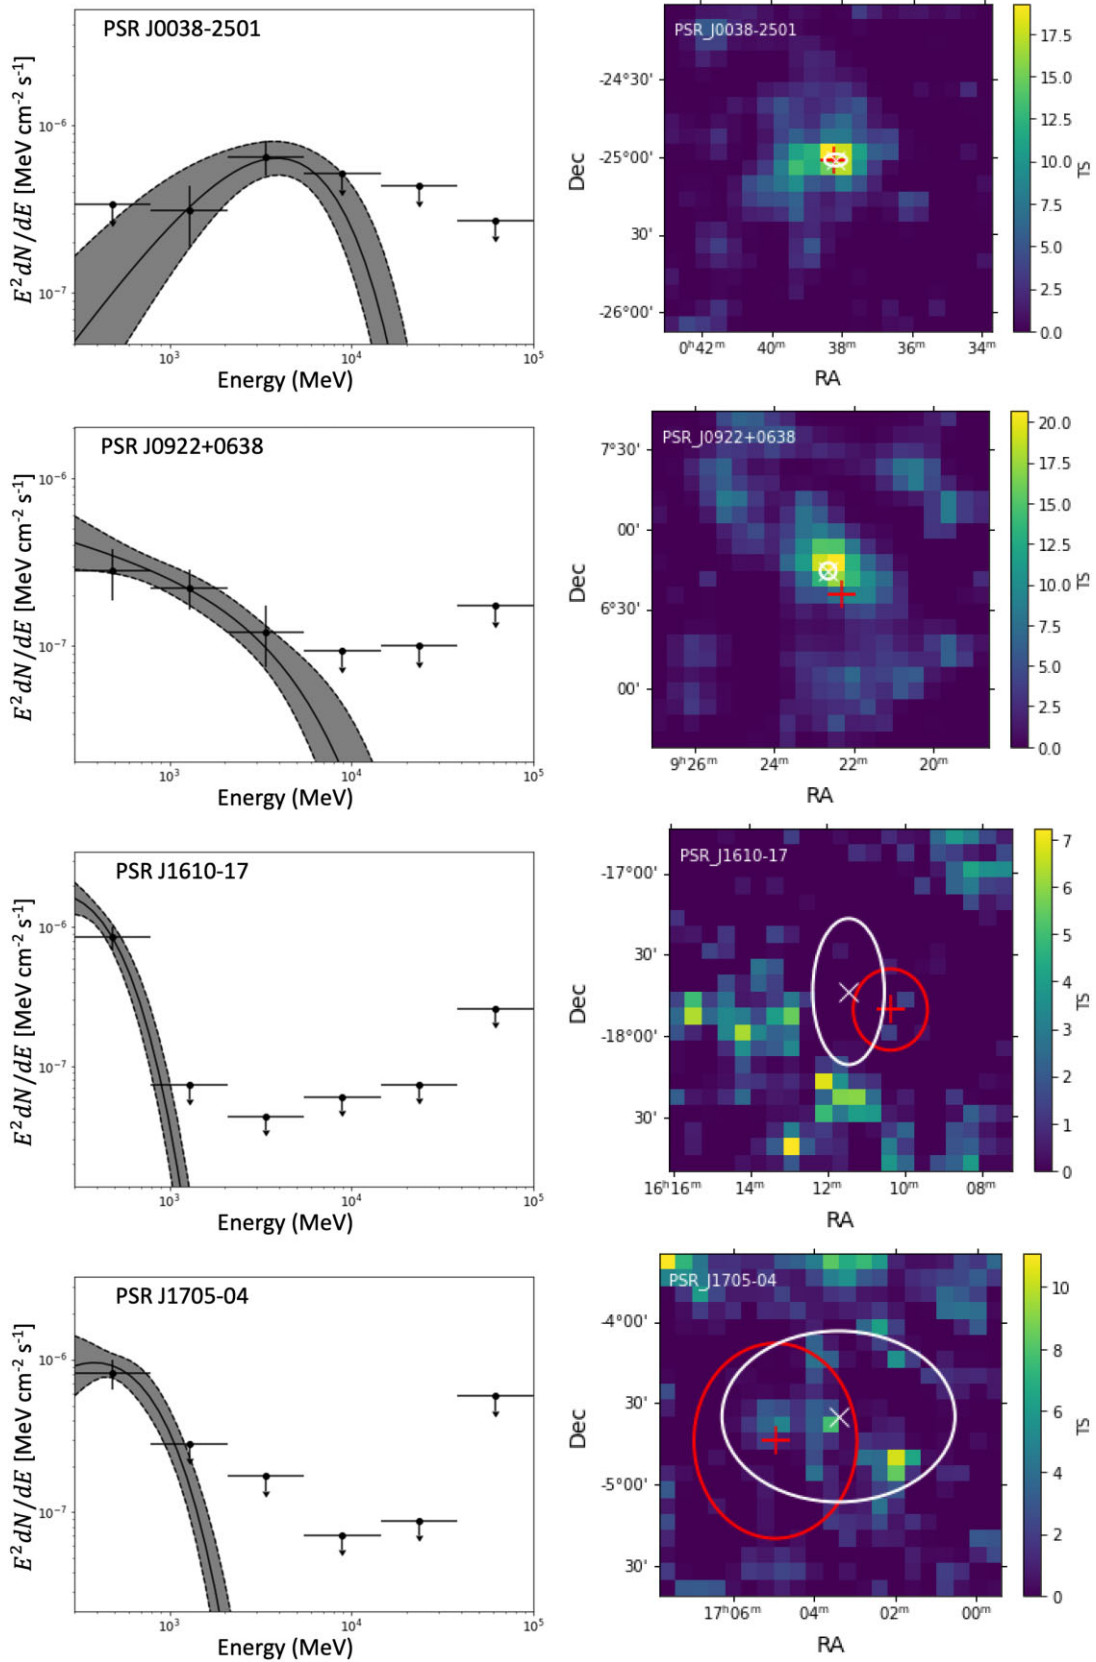 PSR J0038-2501
E²dN/dE [MeV cm⁻² s⁻¹]
10⁻⁶
10⁻⁷
10³ 10⁴ 10⁵
Energy (MeV)
PSR_J0038-2501
Dec
-24°30'
-25°00'
30'
-26°00'
0ʰ42ᵐ 40ᵐ 38ᵐ 36ᵐ 34ᵐ
RA
17.5
15.0
12.5
10.0
7.5
5.0
2.5
0.0
TS
PSR J0922+0638
E²dN/dE [MeV cm⁻² s⁻¹]
10⁻⁶
10⁻⁷
10³ 10⁴ 10⁵
Energy (MeV)
PSR_J0922+0638
Dec
7°30'
00'
6°30'
00'
9ʰ26ᵐ 24ᵐ 22ᵐ 20ᵐ
RA
20.0
17.5
15.0
12.5
10.0
7.5
5.0
2.5
0.0
TS
PSR J1610-17
E²dN/dE [MeV cm⁻² s⁻¹]
10⁻⁶
10⁻⁷
10³ 10⁴ 10⁵
Energy (MeV)
PSR_J1610-17
Dec
-17°00'
30'
-18°00'
30'
16ʰ16ᵐ 14ᵐ 12ᵐ 10ᵐ 08ᵐ
RA
7
6
5
4
3
2
1
0
TS
PSR J1705-04
E²dN/dE [MeV cm⁻² s⁻¹]
10⁻⁶
10⁻⁷
10³ 10⁴ 10⁵
Energy (MeV)
PSR_J1705-04
Dec
-4°00'
30'
-5°00'
30'
17ʰ06ᵐ 04ᵐ 02ᵐ 00ᵐ
RA
10
8
6
4
2
0
TS